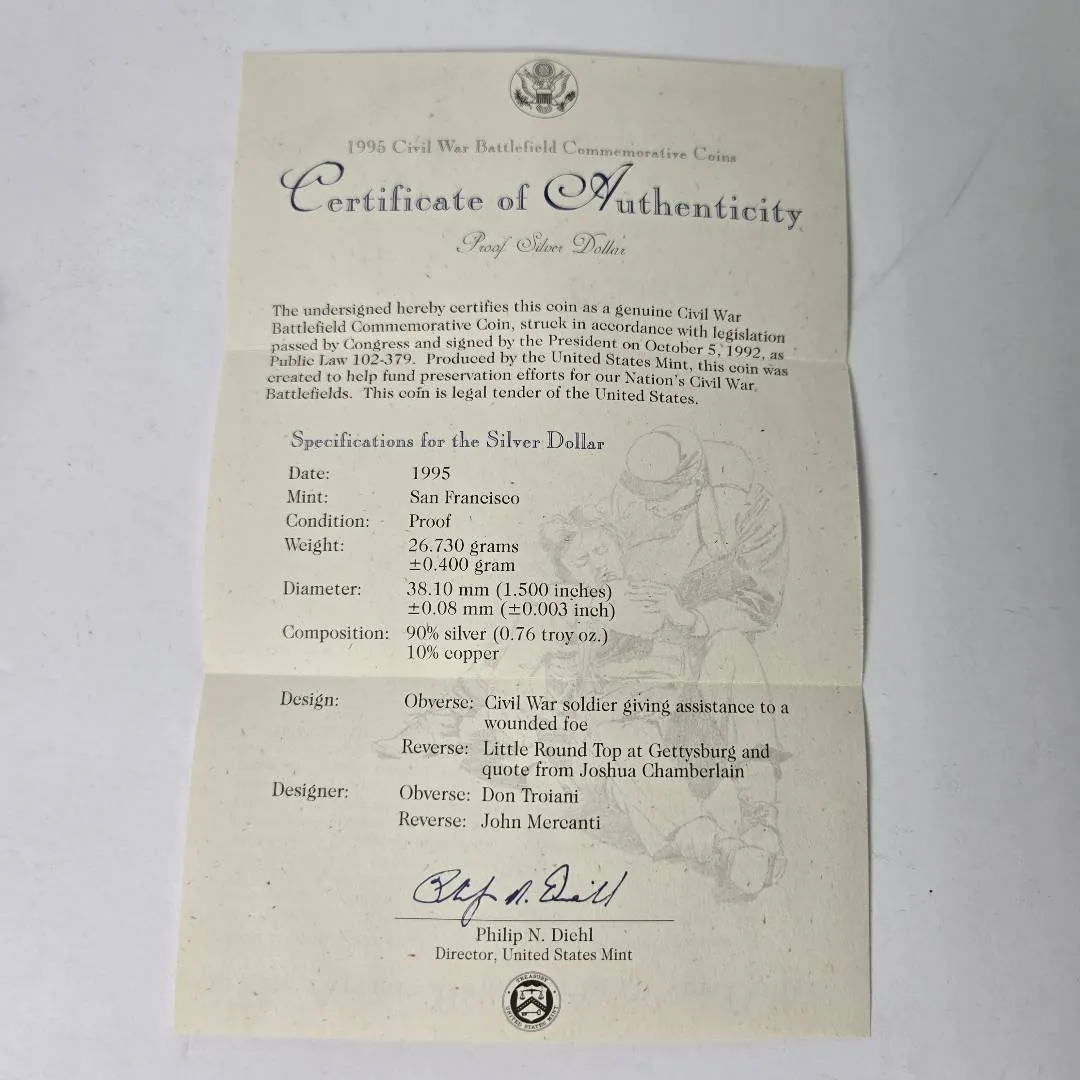 1995 Civil War Battlefield Commemorative Coins
Certificate of Authenticity
Proof Silver Dollar
The undersigned hereby certifies this coin as a genuine Civil War
Battlefield Commemorative Coin, struck in accordance with legislation
passed by Congress and signed by the President on October 5, 1992, as
Public Law 102-379. Produced by the United States Mint, this coin was
created to help fund preservation efforts for our Nation's Civil War
Battlefields. This coin is legal tender of the United States.
Specifications for the Silver Dollar
Date: 1995
Mint: San Francisco
Condition: Proof
Weight: 26.730 grams
±0.400 gram
Diameter: 38.10 mm (1.500 inches)
±0.08 mm (±0.003 inch)
Composition: 90% silver (0.76 troy oz.)
10% copper
Design: Obverse: Civil War soldier giving assistance to a
wounded foe
Reverse: Little Round Top at Gettysburg and
quote from Joshua Chamberlain
Designer: Obverse: Don Troiani
Reverse: John Mercanti
Philip N. Diehl
Philip N. Diehl
Director, United States Mint
TREASURY
UNITED STATES MINT